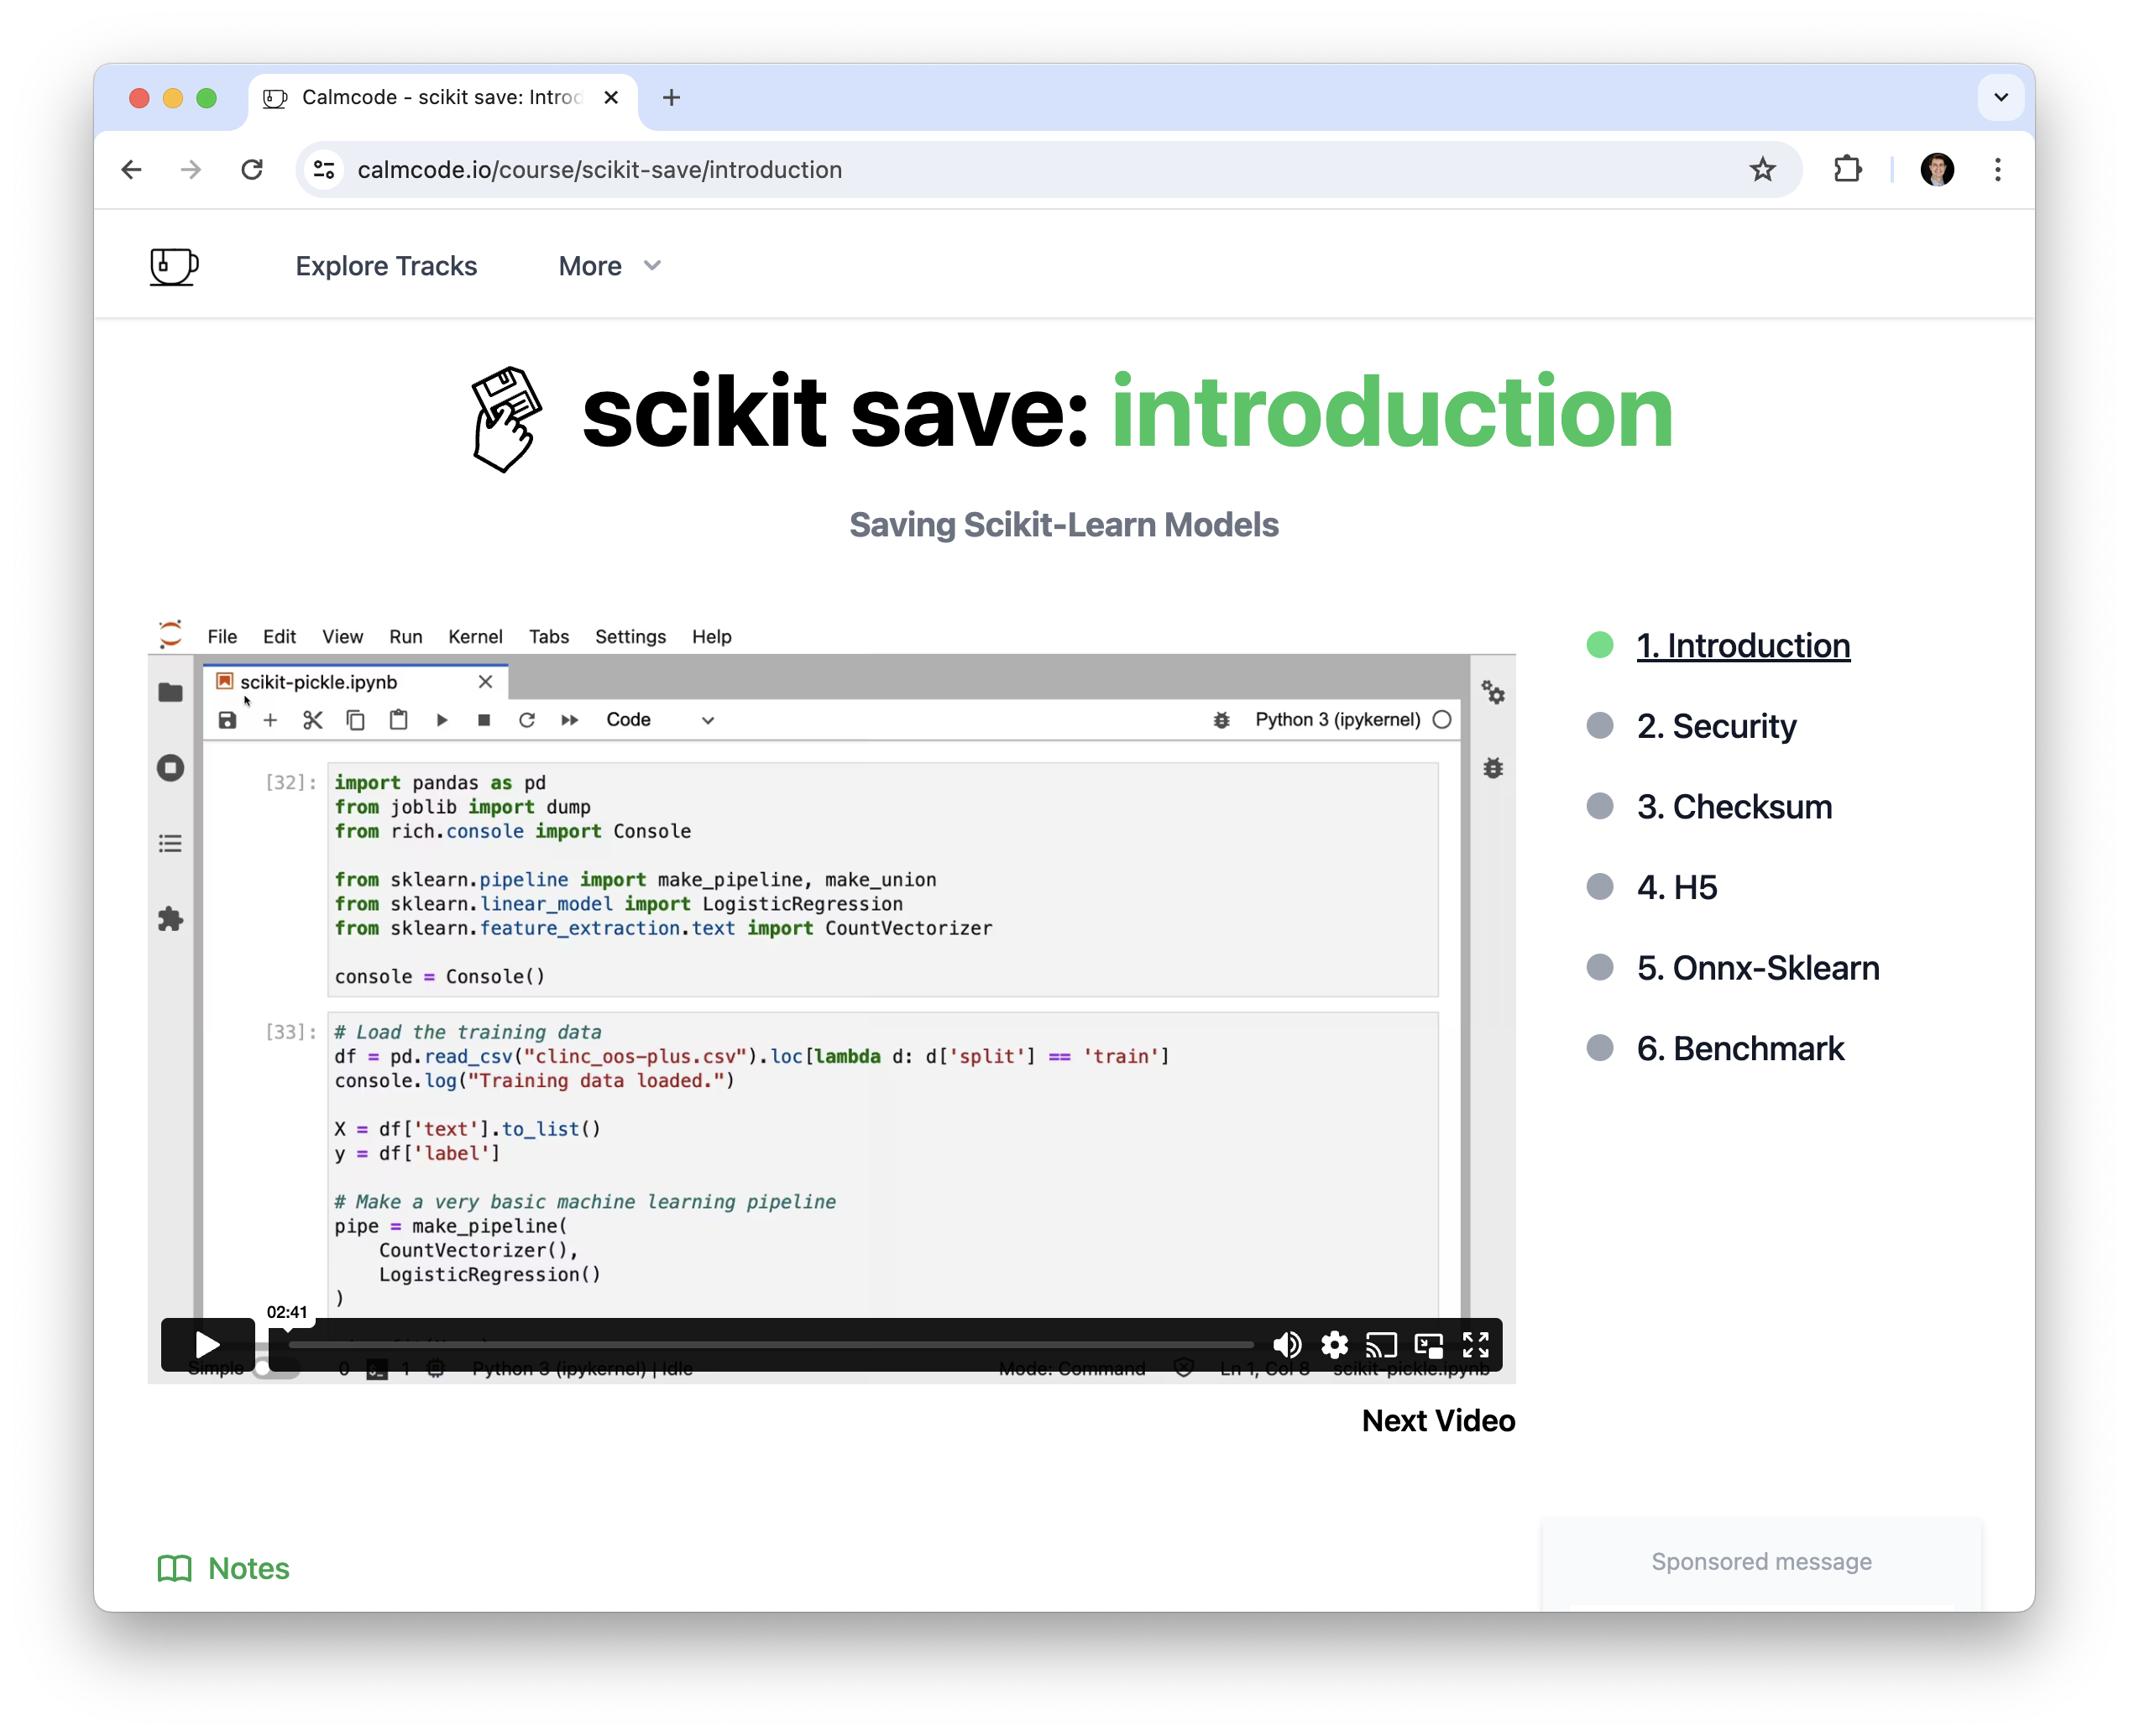 Calmcode - scikit save: Introd
calmcode.io/course/scikit-save/introduction
Explore Tracks
More
scikit save: introduction
Saving Scikit-Learn Models
File Edit View Run Kernel Tabs Settings Help
scikit-pickle.ipynb
Code
Python 3 (ipykernel)
[32]:
import pandas as pd
from joblib import dump
from rich.console import Console
from sklearn.pipeline import make_pipeline, make_union
from sklearn.linear_model import LogisticRegression
from sklearn.feature_extraction.text import CountVectorizer
console = Console()
[33]:
# Load the training data
df = pd.read_csv("clinc_oos-plus.csv").loc[lambda d: d['split'] == 'train']
console.log("Training data loaded.")
X = df['text'].to_list()
y = df['label']
# Make a very basic machine learning pipeline
pipe = make_pipeline(
    CountVectorizer(),
    LogisticRegression()
)
02:41
Simple 0 1 Python 3 (ipykernel) | Idle Mode: Command Ln 1, Col 8 scikit-pickle.ipynb
1. Introduction
2. Security
3. Checksum
4. H5
5. Onnx-Sklearn
6. Benchmark
Next Video
Notes
Sponsored message